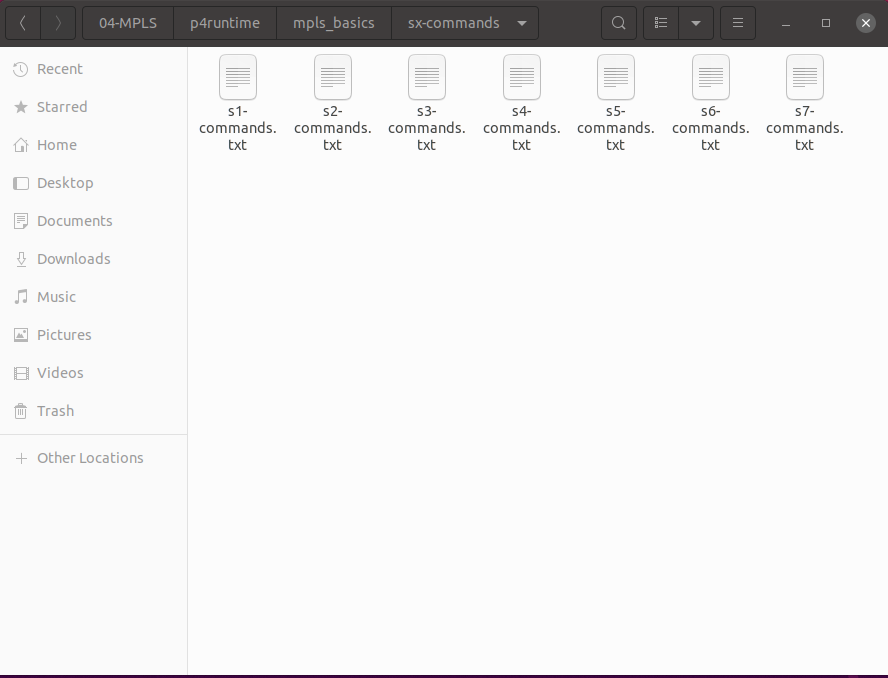 04-MPLS
p4runtime
mpls_basics
sx-commands
Recent
Starred
Home
Desktop
Documents
Downloads
Music
Pictures
Videos
Trash
Other Locations
s1-
commands.
txt
s2-
commands.
txt
s3-
commands.
txt
s4-
commands.
txt
s5-
commands.
txt
s6-
commands.
txt
s7-
commands.
txt